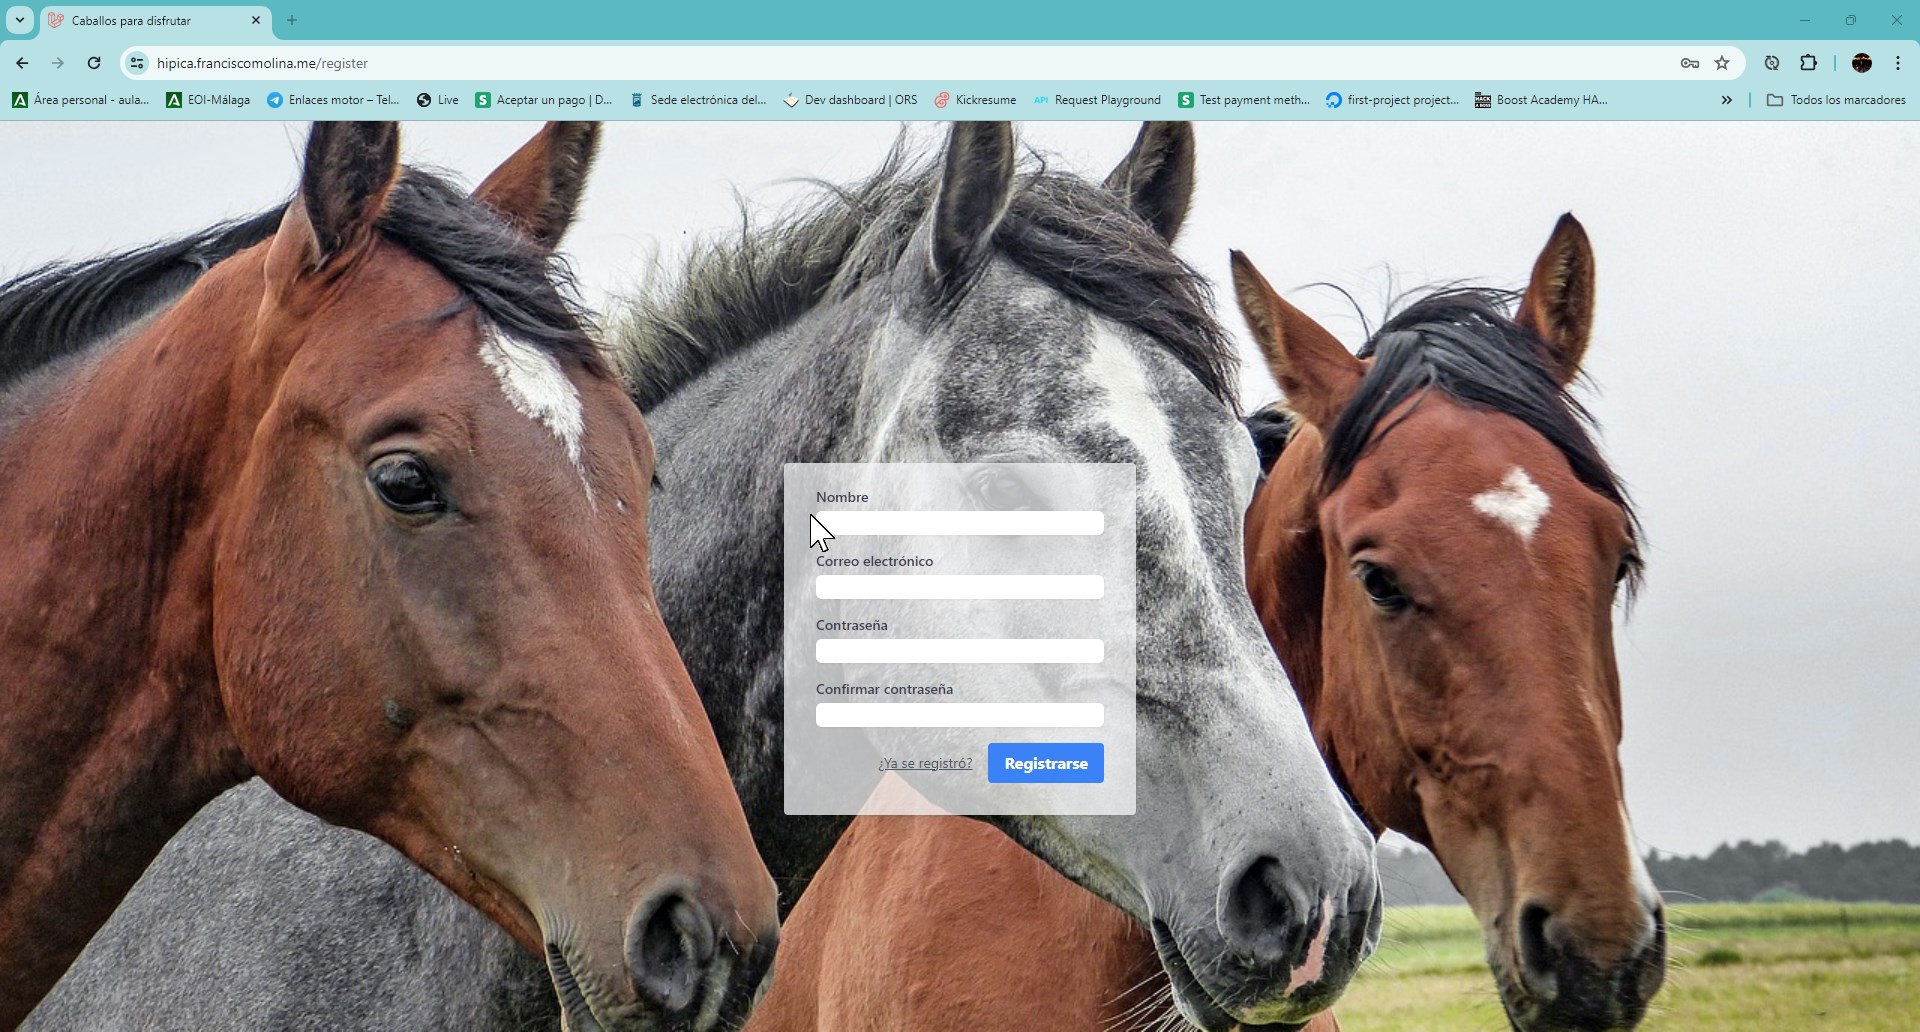 Caballos para disfrutar
hipica.franciscomolina.me/register
Área personal - aula... EOI-Málaga Enlaces motor – Tel... Live Aceptar un pago | D... Sede electrónica del... Dev dashboard | ORS Kickresume API Request Playground Test payment meth... first-project project... Boost Academy HA... » Todos los marcadores
Nombre
Correo electrónico
Contraseña
Confirmar contraseña
¿Ya se registró? Registrarse